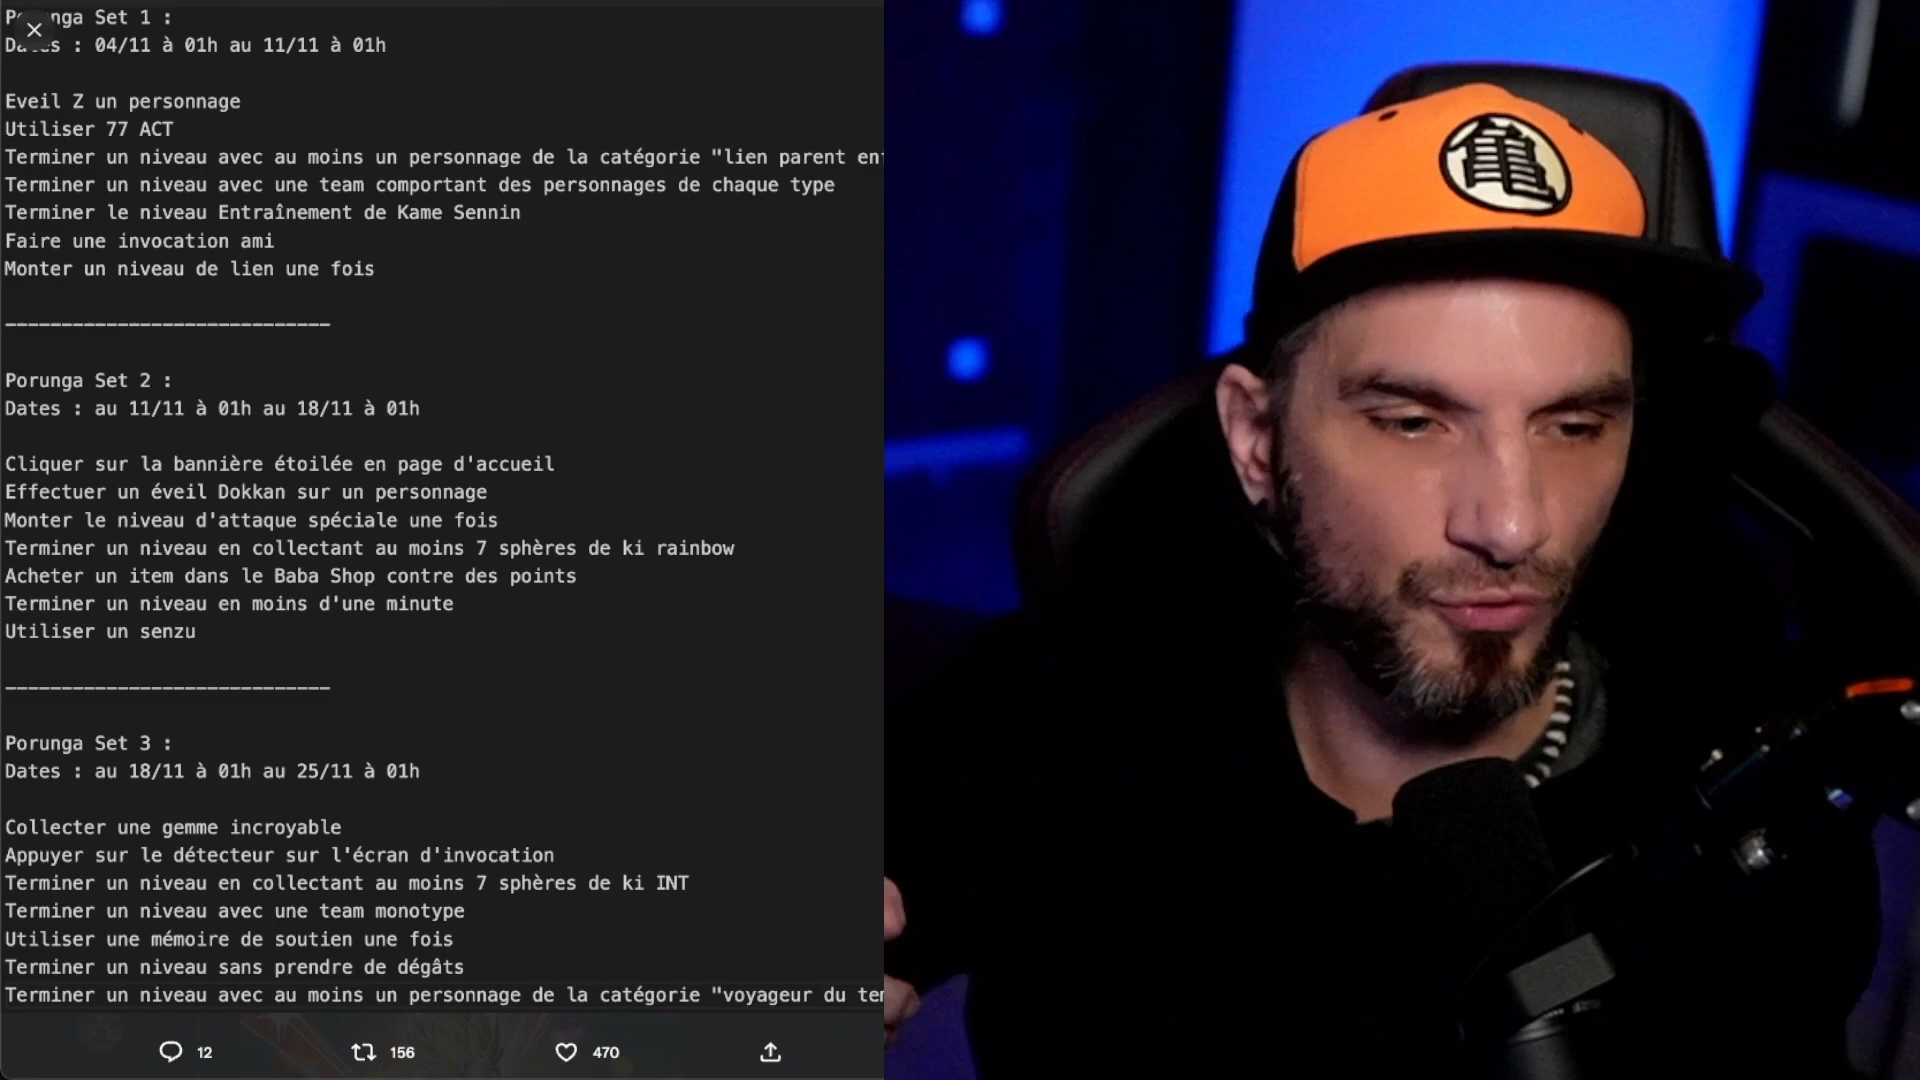 Porunga Set 1 :
Dates : 04/11 à 01h au 11/11 à 01h
Eveil Z un personnage
Utiliser 77 ACT
Terminer un niveau avec au moins un personnage de la catégorie "lien parent
Terminer un niveau avec une team comportant des personnages de chaque type
Terminer le niveau Entraînement de Kame Sennin
Faire une invocation ami
Monter un niveau de lien une fois
-----------------------------
Porunga Set 2 :
Dates : au 11/11 à 01h au 18/11 à 01h
Cliquer sur la bannière étoilée en page d'accueil
Effectuer un éveil Dokkan sur un personnage
Monter le niveau d'attaque spéciale une fois
Terminer un niveau en collectant au moins 7 sphères de ki rainbow
Acheter un item dans le Baba Shop contre des points
Terminer un niveau en moins d'une minute
Utiliser un senzu
-----------------------------
Porunga Set 3 :
Dates : au 18/11 à 01h au 25/11 à 01h
Collecter une gemme incroyable
Appuyer sur le détecteur sur l'écran d'invocation
Terminer un niveau en collectant au moins 7 sphères de ki INT
Terminer un niveau avec une team monotype
Utiliser une mémoire de soutien une fois
Terminer un niveau sans prendre de dégâts
Terminer un niveau avec au moins un personnage de la catégorie "voyageur du
12 156 470
亀